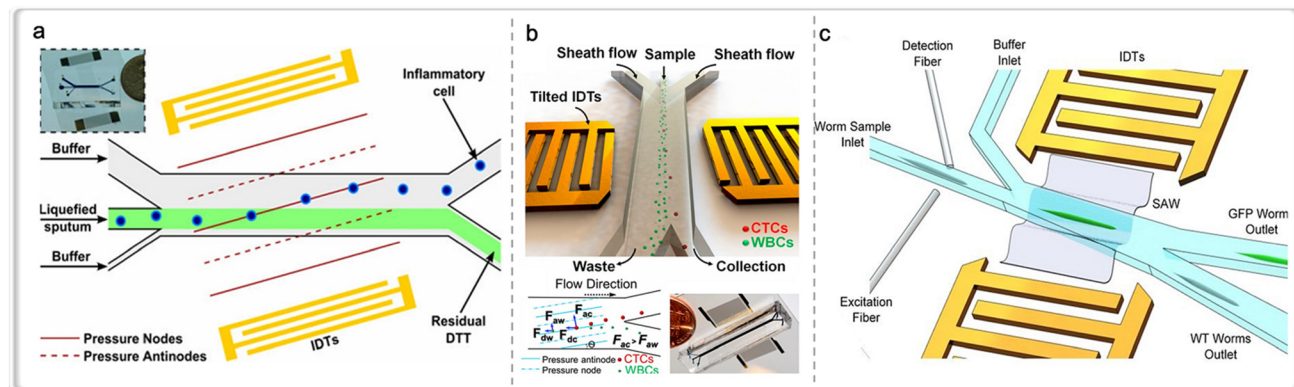 a
Inflammatory
cell
Buffer
Liquefied
sputum
Buffer
Residual
DTT
IDTs
Pressure Nodes
Pressure Antinodes
b
Sheath flow
Sample
Sheath flow
Tilted IDTs
CTCs
WBCs
Waste
Collection
Flow Direction
Fac
Faw
Fdw
Fdc
Fac> Faw
Θ
Pressure antinode
CTCs
Pressure node
WBCs
c
Detection
Fiber
Buffer
Inlet
IDTs
Worm Sample
Inlet
SAW
GFP Worm
Outlet
Excitation
Fiber
WT Worms
Outlet